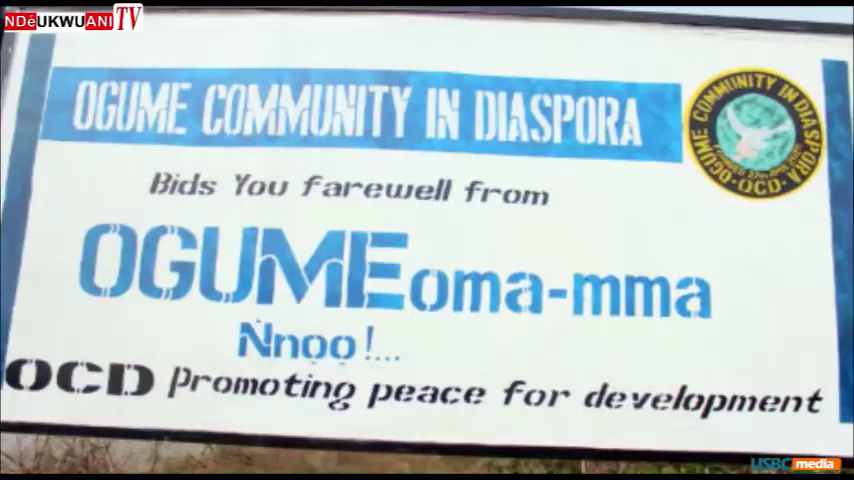 NDéUKWUANI TV
OGUME COMMUNITY IN DIASPORA
Bids You farewell from
OGUMEoma-mma
Nnọọ!...
OCD Promoting peace for development
OGUME COMMUNITY IN DIASPORA
OCD
USBC media